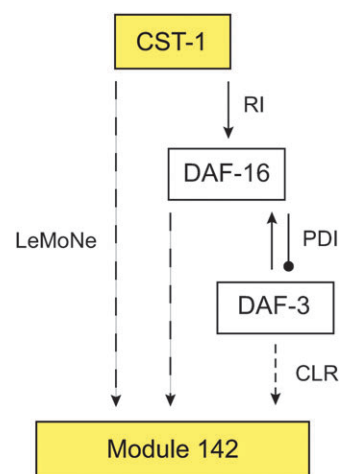 CST-1
RI
DAF-16
LeMoNe
PDI
DAF-3
CLR
Module 142